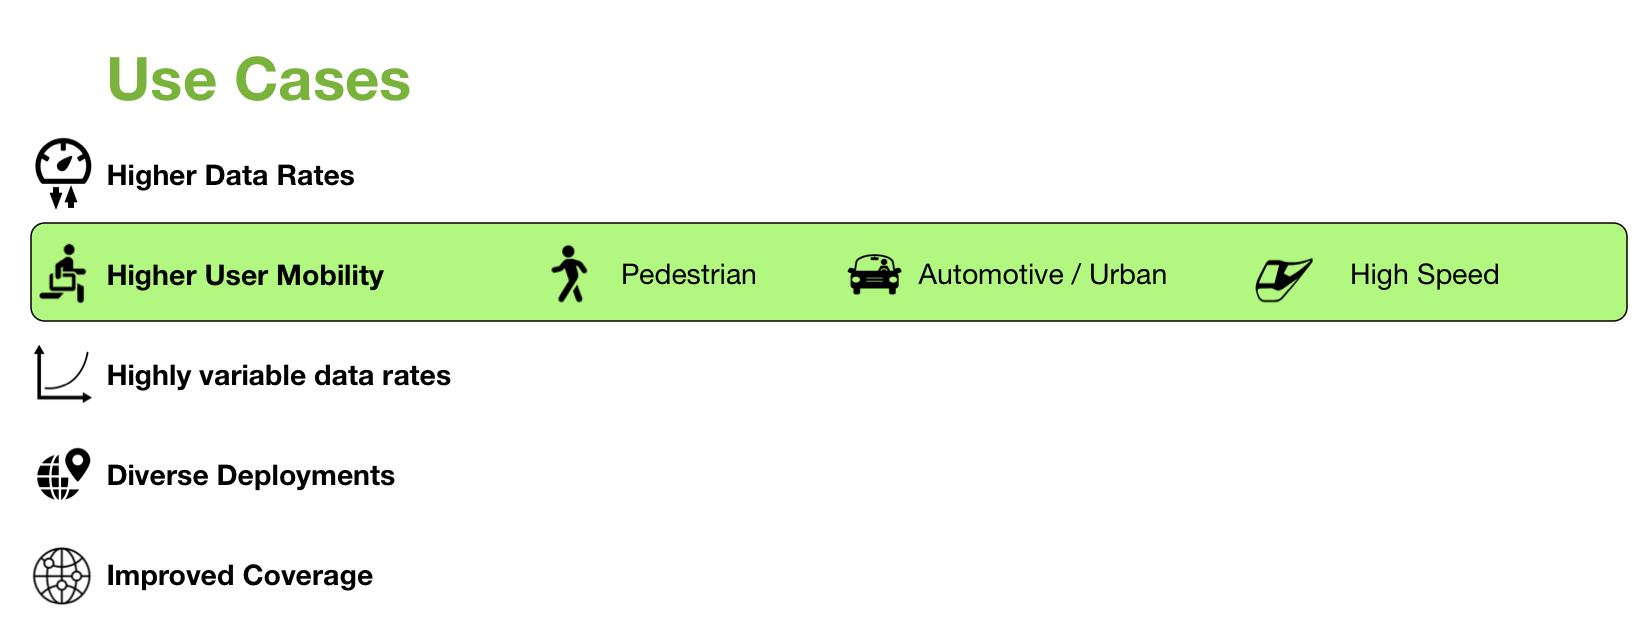 Use Cases
Higher Data Rates
Higher User Mobility Pedestrian Automotive / Urban High Speed
Highly variable data rates
Diverse Deployments
Improved Coverage